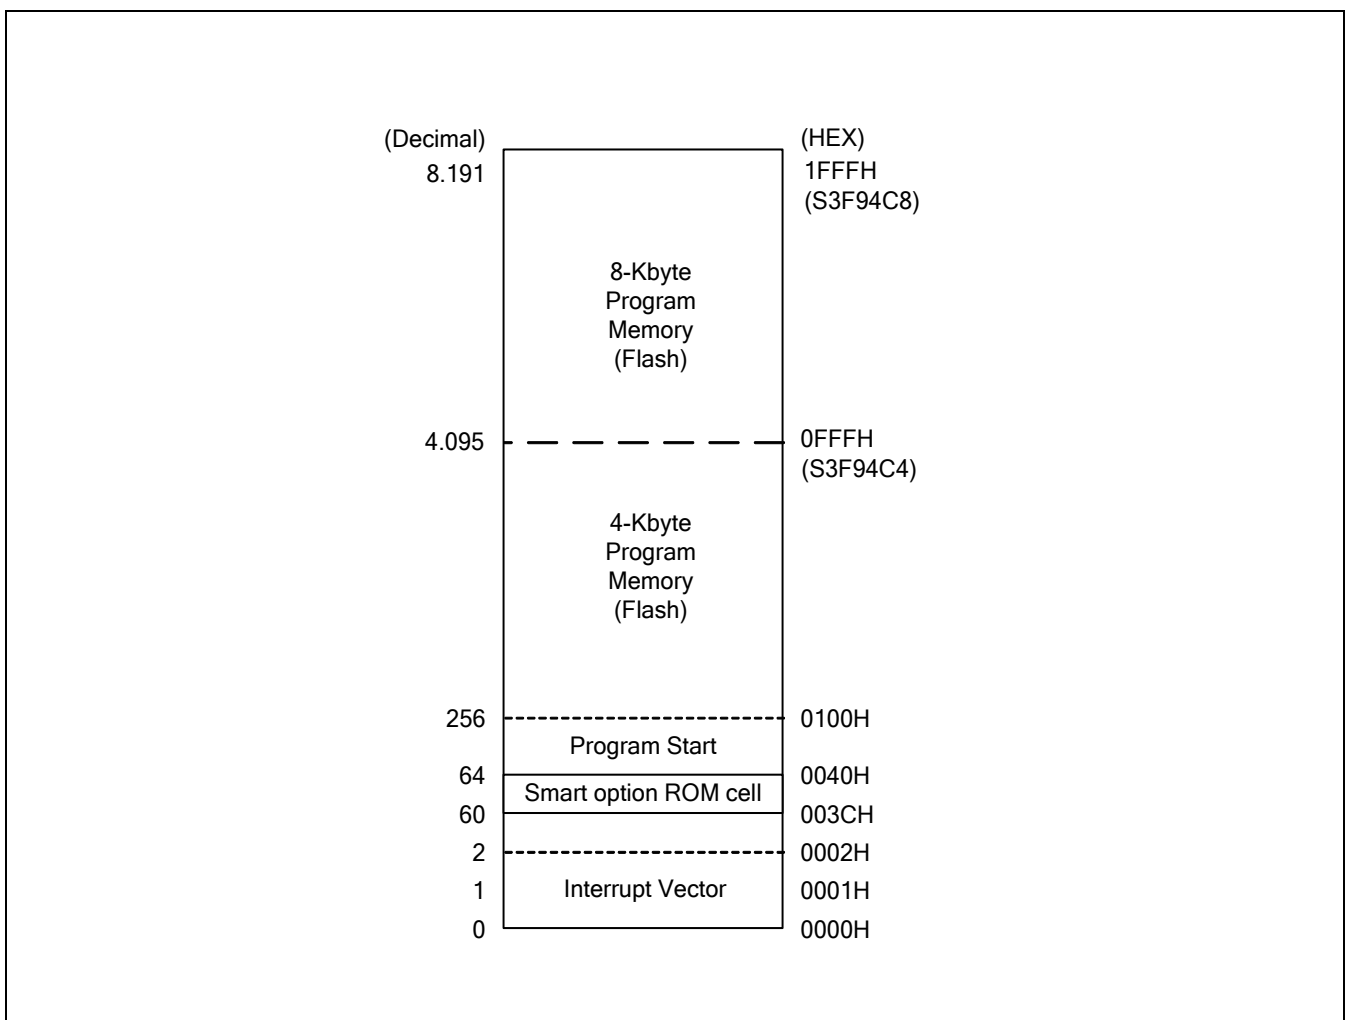 (Decimal) (HEX)
8.191 1FFFH
(S3F94C8)
8-Kbyte
Program
Memory
(Flash)
4.095 0FFFH
(S3F94C4)
4-Kbyte
Program
Memory
(Flash)
256 0100H
Program Start
64 0040H
Smart option ROM cell
60 003CH
2 0002H
1 Interrupt Vector 0001H
0 0000H